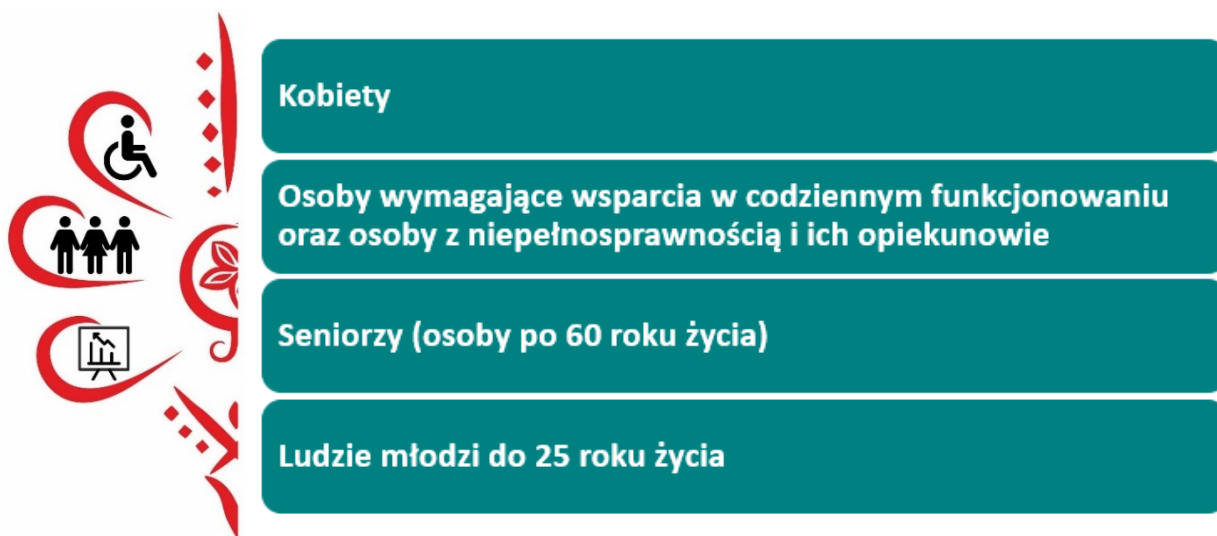 Kobiety
Osoby wymagające wsparcia w codziennym funkcjonowaniu
oraz osoby z niepełnosprawnością i ich opiekunowie
Seniorzy (osoby po 60 roku życia)
Ludzie młodzi do 25 roku życia